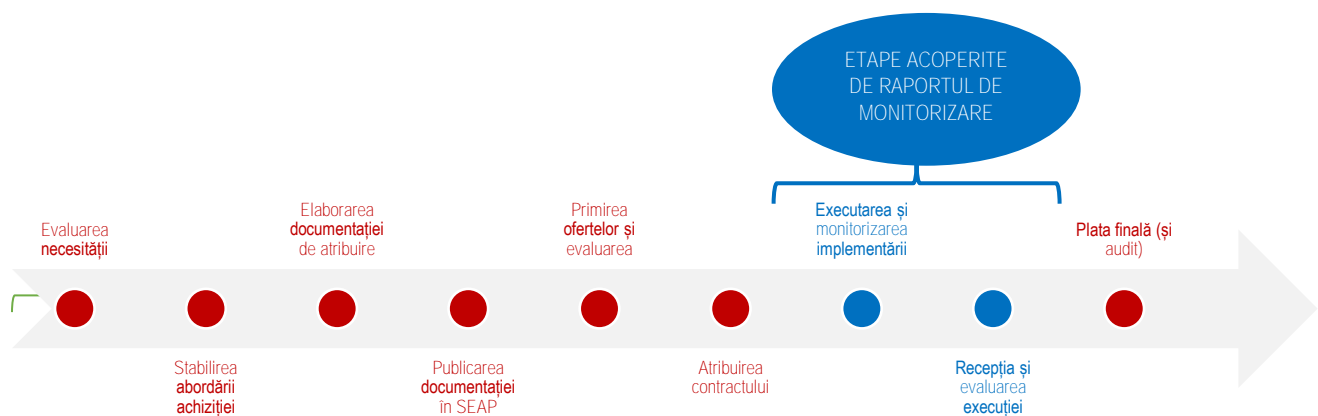 ETAPE ACOPERITE
DE RAPORTUL DE
MONITORIZARE
Evaluarea
necesității
Stabilirea
abordării
achiziției
Elaborarea
documentației
de atribuire
Publicarea
documentației
în SEAP
Primirea
ofertelor și
evaluarea
Atribuirea
contractului
Executarea și
monitorizarea
implementării
Recepția și
evaluarea
execuției
Plata finală (și
audit)